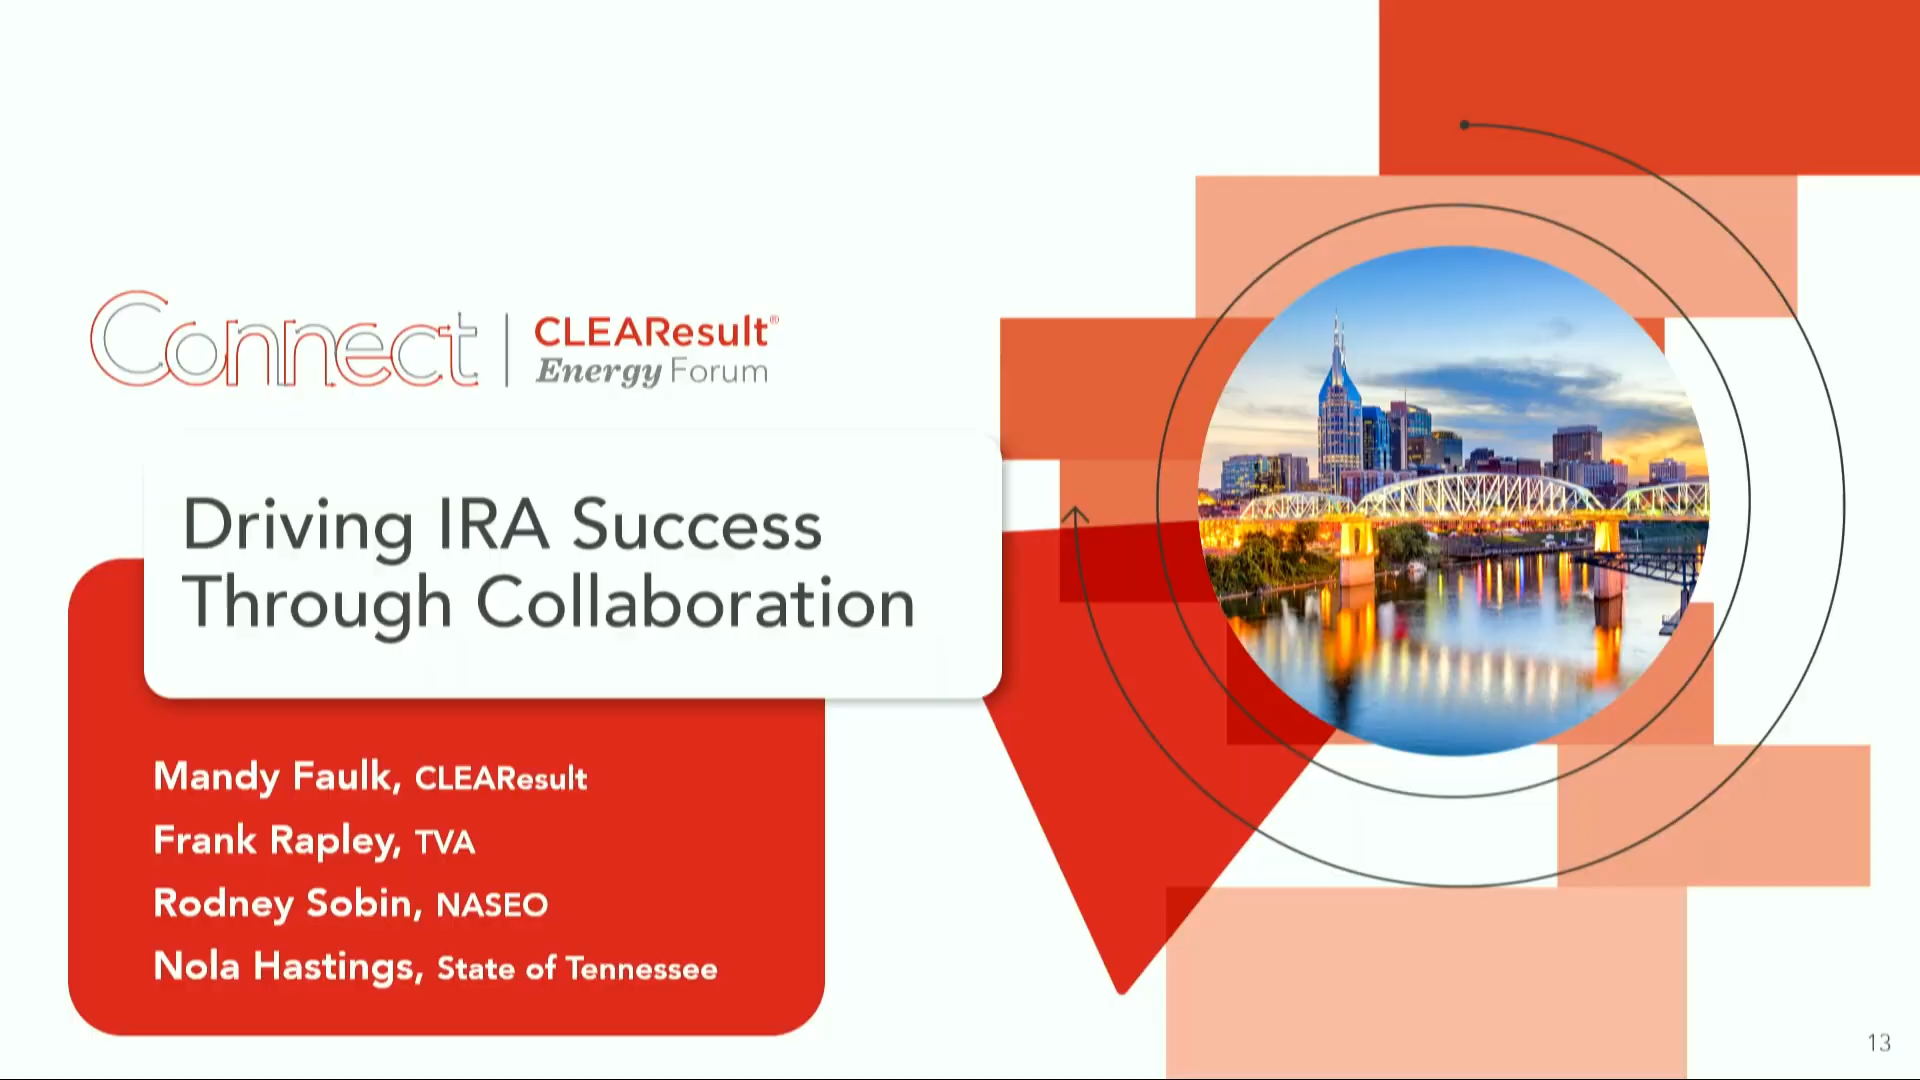 Connect
CLEAResult®
Energy Forum
Driving IRA Success
Through Collaboration
Mandy Faulk, CLEAResult
Frank Rapley, TVA
Rodney Sobin, NASEO
Nola Hastings, State of Tennessee
13